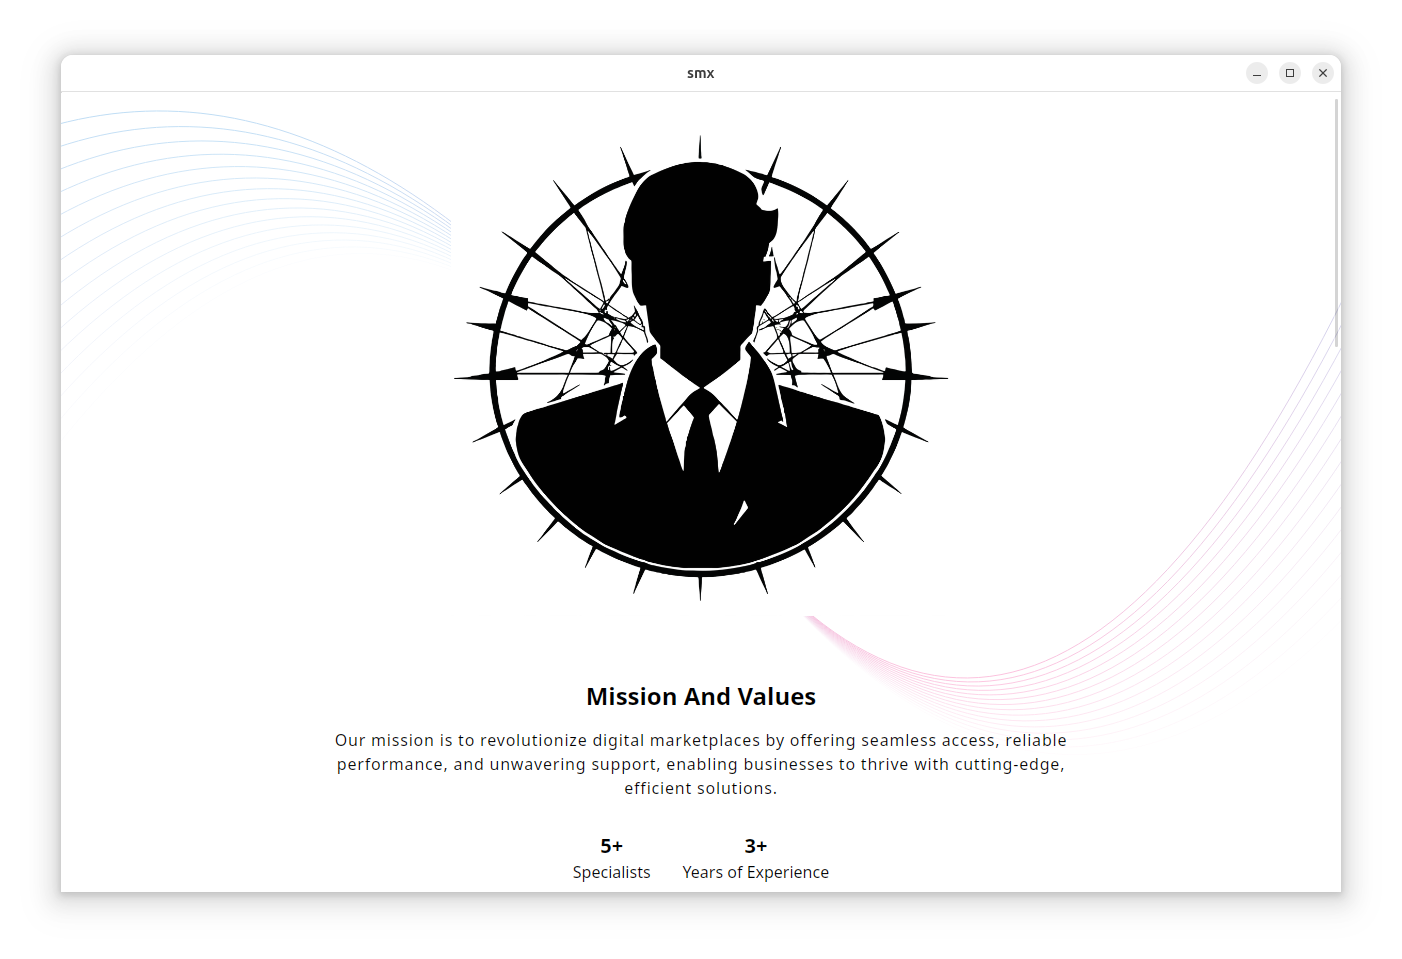 smx
Mission And Values
Our mission is to revolutionize digital marketplaces by offering seamless access, reliable
performance, and unwavering support, enabling businesses to thrive with cutting-edge,
efficient solutions.
5+ 3+
Specialists Years of Experience